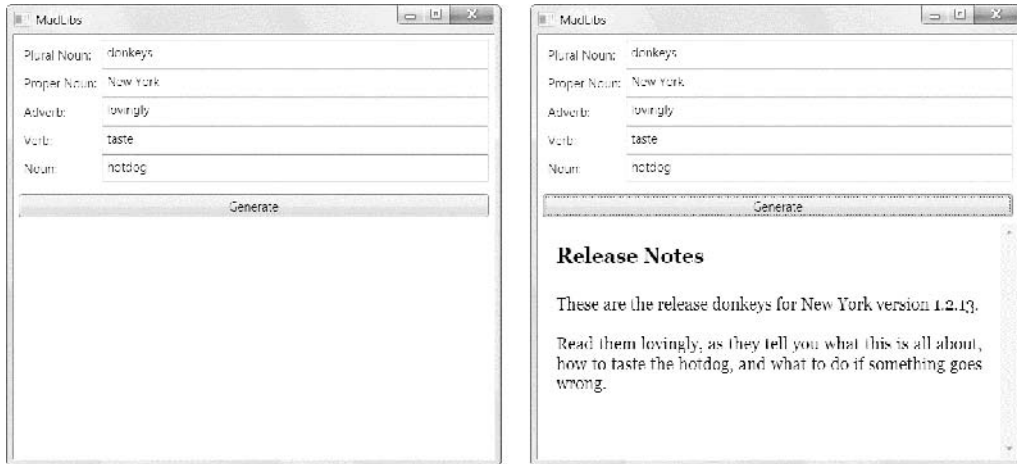 MadLibs
Plural Noun: donkeys
Proper Noun: New York
Adverb: lovingly
Verb: taste
Noun: hotdog
Generate
MadLibs
Plural Noun: donkeys
Proper Noun: New York
Adverb: lovingly
Verb: taste
Noun: hotdog
Generate
Release Notes
These are the release donkeys for New York version 1.2.13.
Read them lovingly, as they tell you what this is all about,
how to taste the hotdog, and what to do if something goes
wrong.